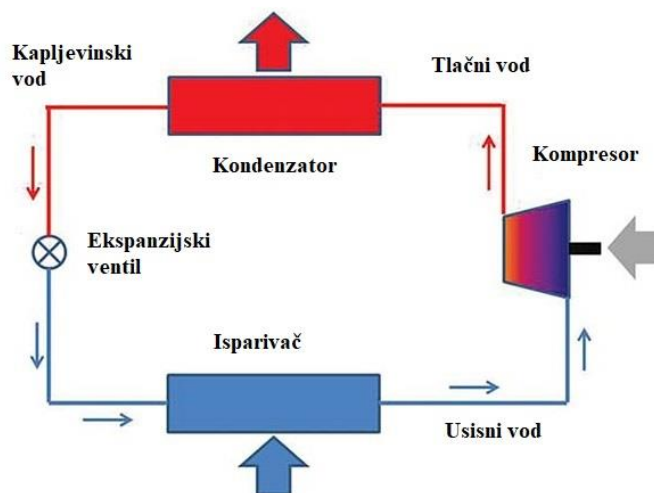 Kapljevinski
vod
Tlačni vod
Kondenzator
Kompresor
Ekspanzijski
ventil
Isparivač
Usisni vod